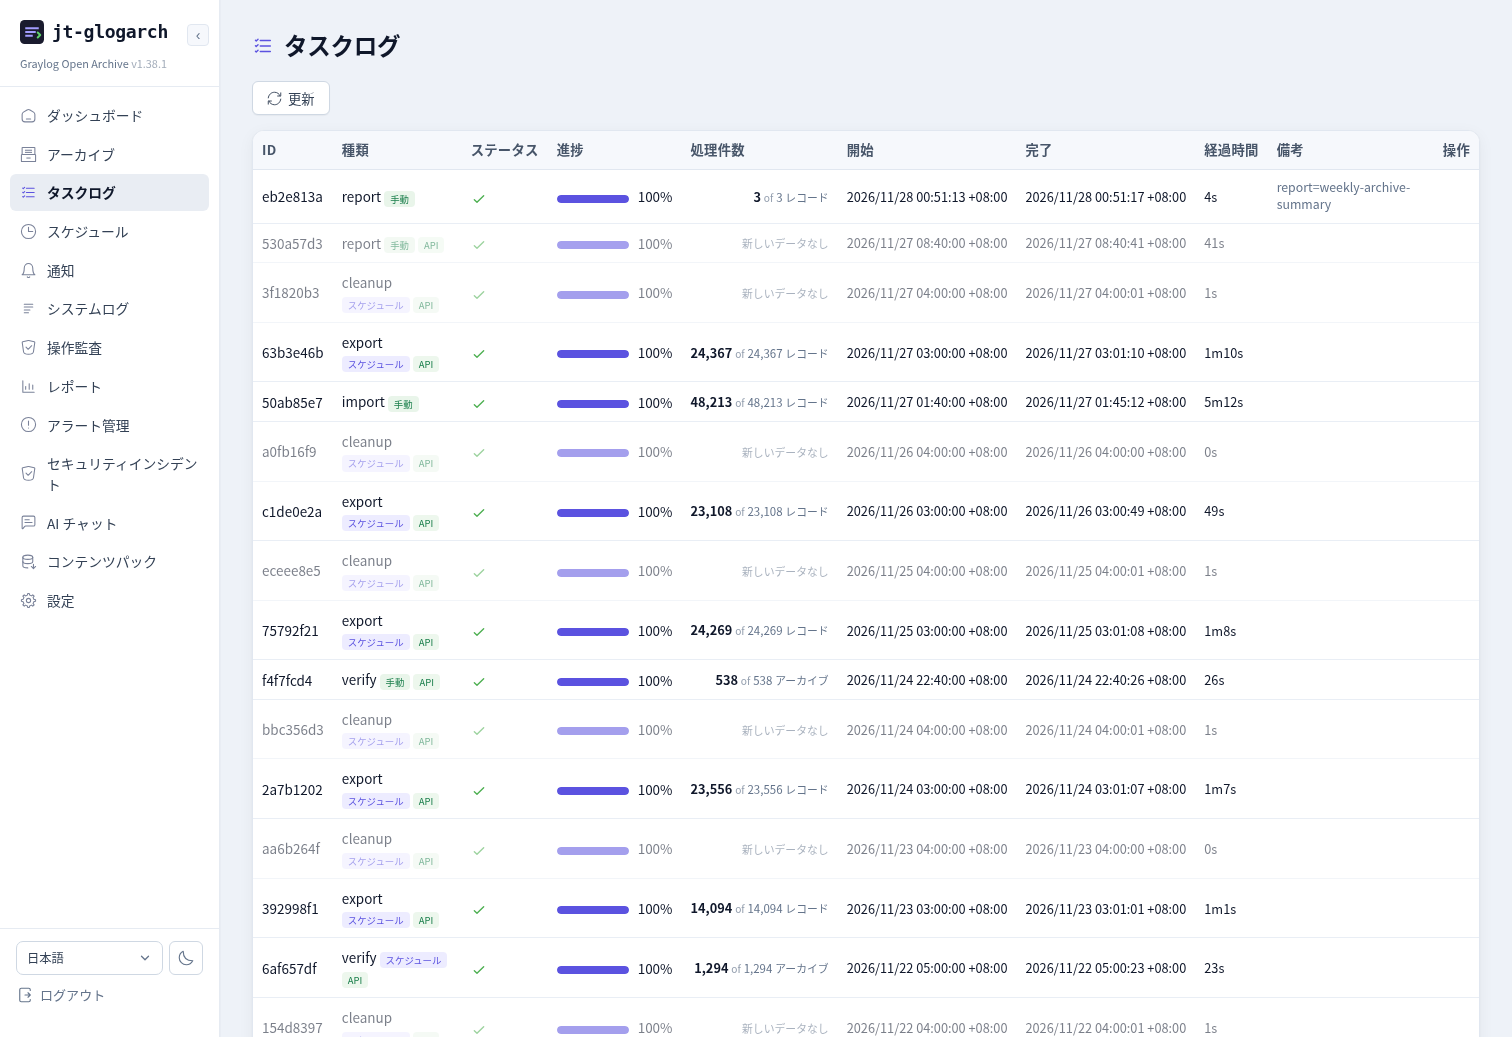 jt-glogarch
Graylog Open Archive v1.38.1
ダッシュボード
アーカイブ
タスクログ
スケジュール
通知
システムログ
操作監査
レポート
アラート管理
セキュリティインシデン
ト
AI チャット
コンテンツパック
設定
日本語
ログアウト
タスクログ
更新
ID 種類 ステータス 進捗 処理件数 開始 完了 経過時間 備考 操作
eb2e813a report 手動 100% 3 of 3 レコード 2026/11/28 00:51:13 +08:00 2026/11/28 00:51:17 +08:00 4s report=weekly-archive-
summary
530a57d3 report 手動 API 100% 新しいデータなし 2026/11/27 08:40:00 +08:00 2026/11/27 08:40:41 +08:00 41s
3f1820b3 cleanup 100% 新しいデータなし 2026/11/27 04:00:00 +08:00 2026/11/27 04:00:01 +08:00 1s
スケジュール API
63b3e46b export 100% 24,367 of 24,367 レコード 2026/11/27 03:00:00 +08:00 2026/11/27 03:01:10 +08:00 1m10s
スケジュール API
50ab85e7 import 手動 100% 48,213 of 48,213 レコード 2026/11/27 01:40:00 +08:00 2026/11/27 01:45:12 +08:00 5m12s
a0fb16f9 cleanup 100% 新しいデータなし 2026/11/26 04:00:00 +08:00 2026/11/26 04:00:00 +08:00 0s
スケジュール API
c1de0e2a export 100% 23,108 of 23,108 レコード 2026/11/26 03:00:00 +08:00 2026/11/26 03:00:49 +08:00 49s
スケジュール API
eceee8e5 cleanup 100% 新しいデータなし 2026/11/25 04:00:00 +08:00 2026/11/25 04:00:01 +08:00 1s
スケジュール API
75792f21 export 100% 24,269 of 24,269 レコード 2026/11/25 03:00:00 +08:00 2026/11/25 03:01:08 +08:00 1m8s
スケジュール API
f4f7fcd4 verify 手動 API 100% 538 of 538 アーカイブ 2026/11/24 22:40:00 +08:00 2026/11/24 22:40:26 +08:00 26s
bbc356d3 cleanup 100% 新しいデータなし 2026/11/24 04:00:00 +08:00 2026/11/24 04:00:01 +08:00 1s
スケジュール API
2a7b1202 export 100% 23,556 of 23,556 レコード 2026/11/24 03:00:00 +08:00 2026/11/24 03:01:07 +08:00 1m7s
スケジュール API
aa6b264f cleanup 100% 新しいデータなし 2026/11/23 04:00:00 +08:00 2026/11/23 04:00:00 +08:00 0s
スケジュール API
392998f1 export 100% 14,094 of 14,094 レコード 2026/11/23 03:00:00 +08:00 2026/11/23 03:01:01 +08:00 1m1s
スケジュール API
6af657df verify スケジュール 100% 1,294 of 1,294 アーカイブ 2026/11/22 05:00:00 +08:00 2026/11/22 05:00:23 +08:00 23s
API
154d8397 cleanup 100% 新しいデータなし 2026/11/22 04:00:00 +08:00 2026/11/22 04:00:01 +08:00 1s